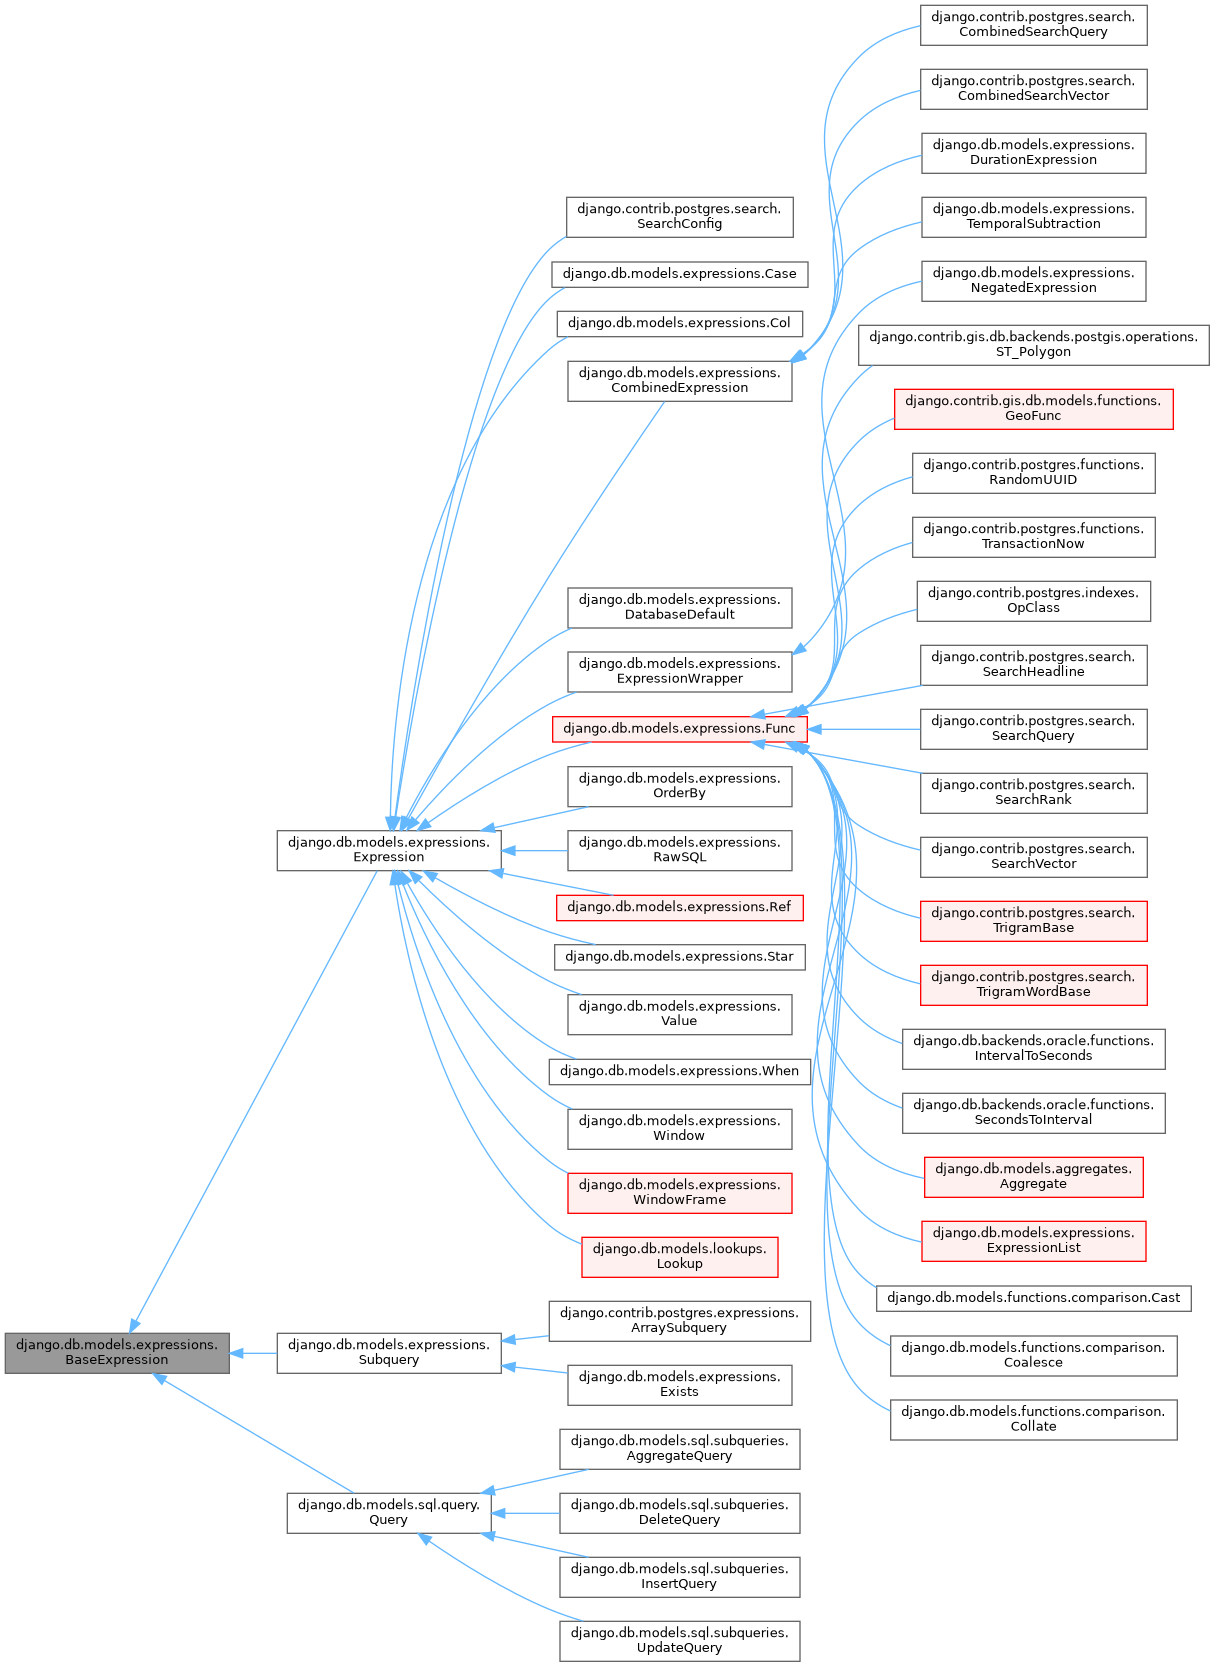 django.db.models.expressions.
BaseExpression
django.db.models.expressions.
Expression
django.db.models.expressions.
Subquery
django.db.models.sql.query.
Query
django.contrib.postgres.search.
SearchConfig
django.db.models.expressions.Case
django.db.models.expressions.Col
django.db.models.expressions.
CombinedExpression
django.db.models.expressions.
DatabaseDefault
django.db.models.expressions.
ExpressionWrapper
django.db.models.expressions.Func
django.db.models.expressions.
OrderBy
django.db.models.expressions.
RawSQL
django.db.models.expressions.Ref
django.db.models.expressions.Star
django.db.models.expressions.
Value
django.db.models.expressions.When
django.db.models.expressions.
Window
django.db.models.expressions.
WindowFrame
django.db.models.lookups.
Lookup
django.contrib.postgres.expressions.
ArraySubquery
django.db.models.expressions.
Exists
django.db.models.sql.subqueries.
AggregateQuery
django.db.models.sql.subqueries.
DeleteQuery
django.db.models.sql.subqueries.
InsertQuery
django.db.models.sql.subqueries.
UpdateQuery
django.contrib.postgres.search.
CombinedSearchQuery
django.contrib.postgres.search.
CombinedSearchVector
django.db.models.expressions.
DurationExpression
django.db.models.expressions.
TemporalSubtraction
django.db.models.expressions.
NegatedExpression
django.contrib.gis.db.backends.postgis.operations.
ST_Polygon
django.contrib.gis.db.models.functions.
GeoFunc
django.contrib.postgres.functions.
RandomUUID
django.contrib.postgres.functions.
TransactionNow
django.contrib.postgres.indexes.
OpClass
django.contrib.postgres.search.
SearchHeadline
django.contrib.postgres.search.
SearchQuery
django.contrib.postgres.search.
SearchRank
django.contrib.postgres.search.
SearchVector
django.contrib.postgres.search.
TrigramBase
django.contrib.postgres.search.
TrigramWordBase
django.db.backends.oracle.functions.
IntervalToSeconds
django.db.backends.oracle.functions.
SecondsToInterval
django.db.models.aggregates.
Aggregate
django.db.models.expressions.
ExpressionList
django.db.models.functions.comparison.Cast
django.db.models.functions.comparison.
Coalesce
django.db.models.functions.comparison.
Collate